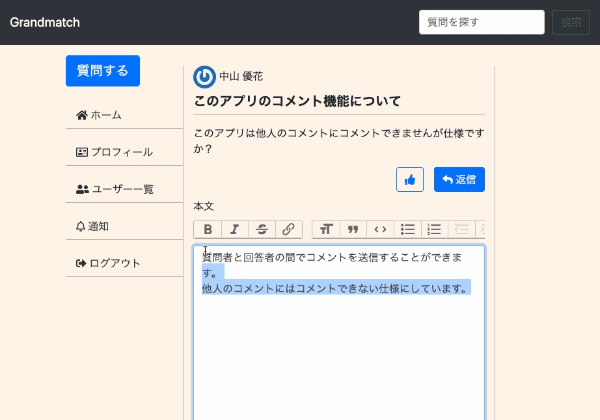 Grandmatch
質問を探す
検索
質問する
ホーム
プロフィール
ユーザー一覧
通知
ログアウト
中山 優花
このアプリのコメント機能について
このアプリは他人のコメントにコメントできませんが仕様です
か？
返信
本文
質問者と回答者の間でコメントを送信することができま
す。
他人のコメントにはコメントできない仕様にしています。